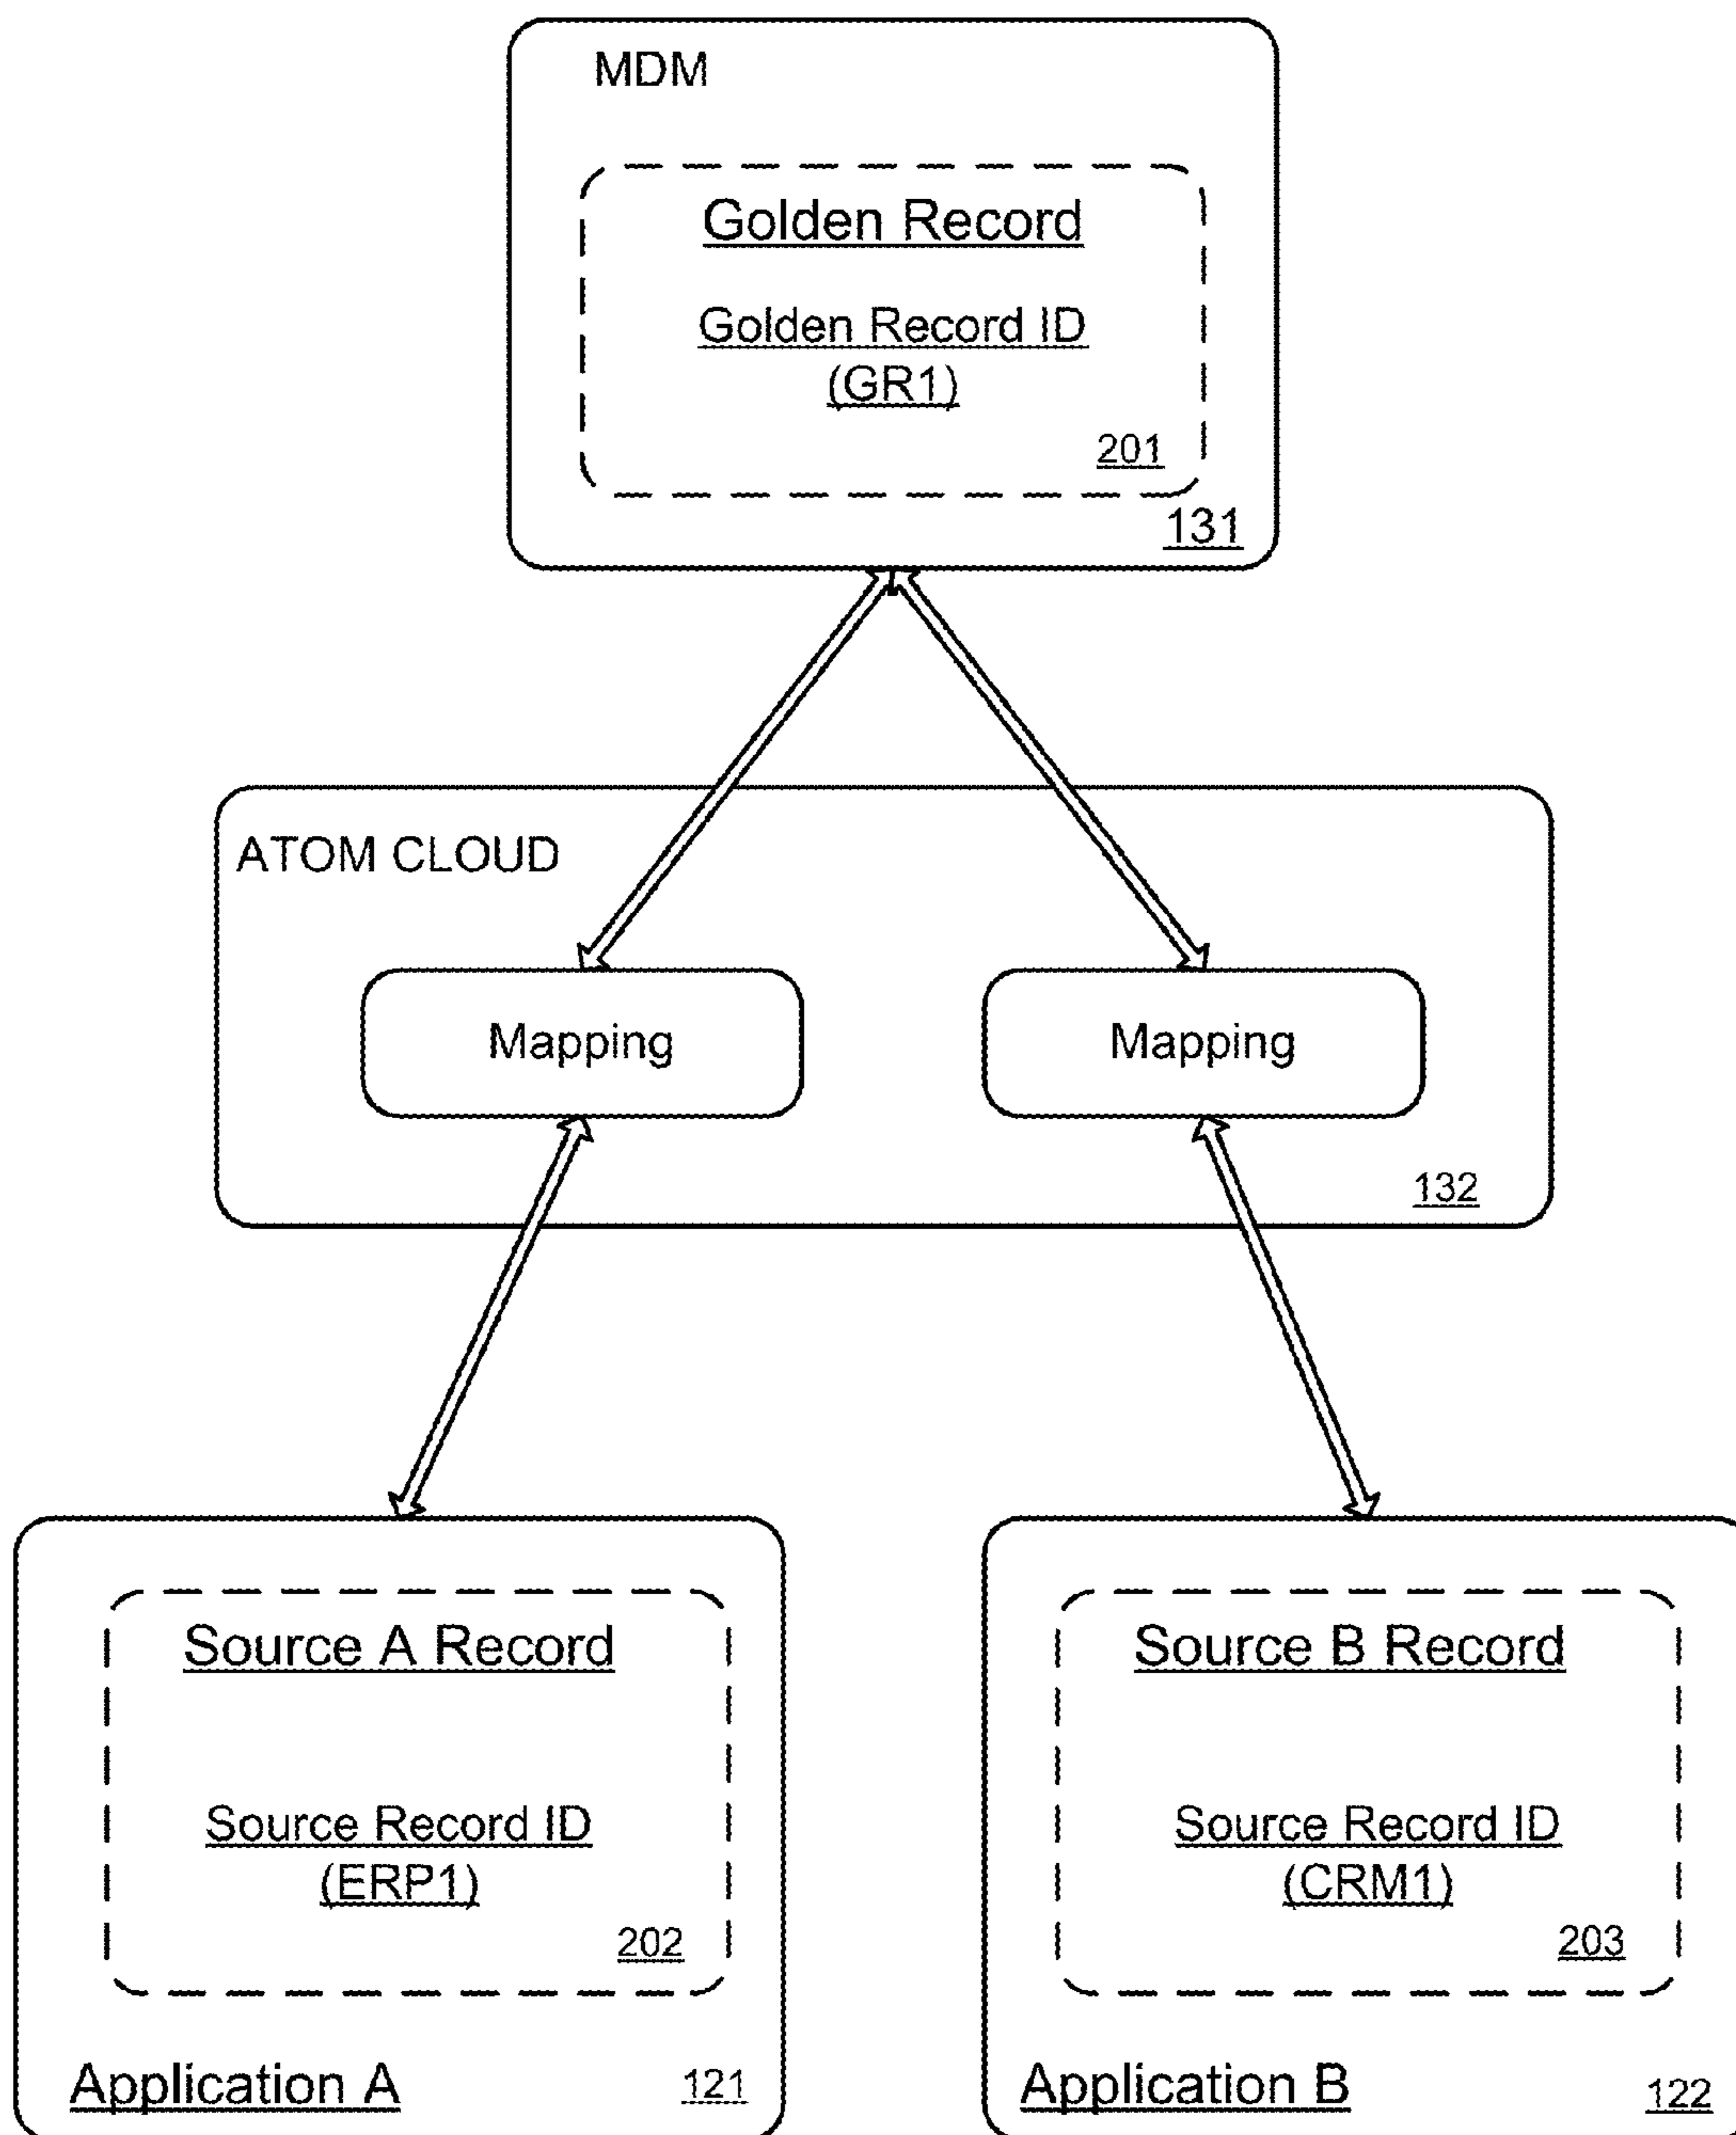 MDM
Golden Record
Golden Record ID
(GR1)
201
131
ATOM CLOUD
Mapping
Mapping
132
Source A Record
Source Record ID
(ERP1)
202
Application A
121
Source B Record
Source Record ID
(CRM1)
203
Application B
122